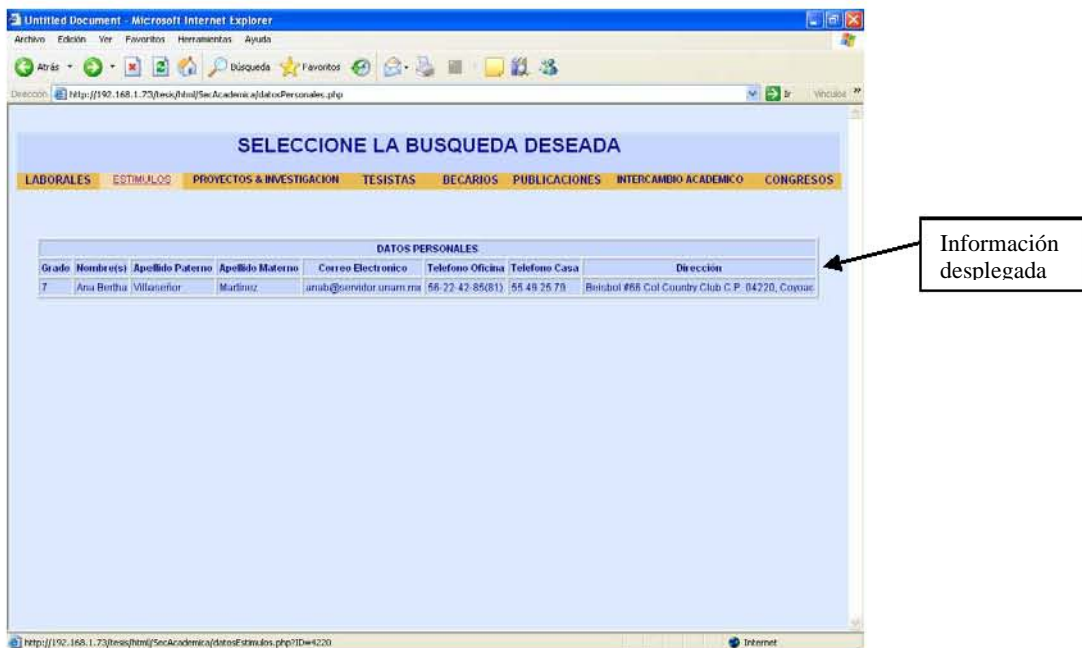 Untitled Document - Microsoft Internet Explorer
Archivo Edición Ver Favoritos Herramientas Ayuda
Atrás Búsqueda Favoritos
Dirección http://192.168.1.73/tesis/html/SecAcademica/datosPersonales.php Ir Vínculos »
SELECCIONE LA BUSQUEDA DESEADA
LABORALES ESTIMULOS PROYECTOS & INVESTIGACION TESISTAS BECARIOS PUBLICACIONES INTERCAMBIO ACADEMICO CONGRESOS
DATOS PERSONALES
Grado Nombre(s) Apellido Paterno Apellido Materno Correo Electronico Telefono Oficina Telefono Casa Dirección
7 Ana Bertha Villaseñor Martinez anab@servidor.unam.mx 56-22-42-85(81) 55.49.25.79 Beisbol #66 Col Country Club C.P. 04220, Coyoac
Información
desplegada
http://192.168.1.73/tesis/html/SecAcademica/datosEstimulos.php?ID=4220 Internet